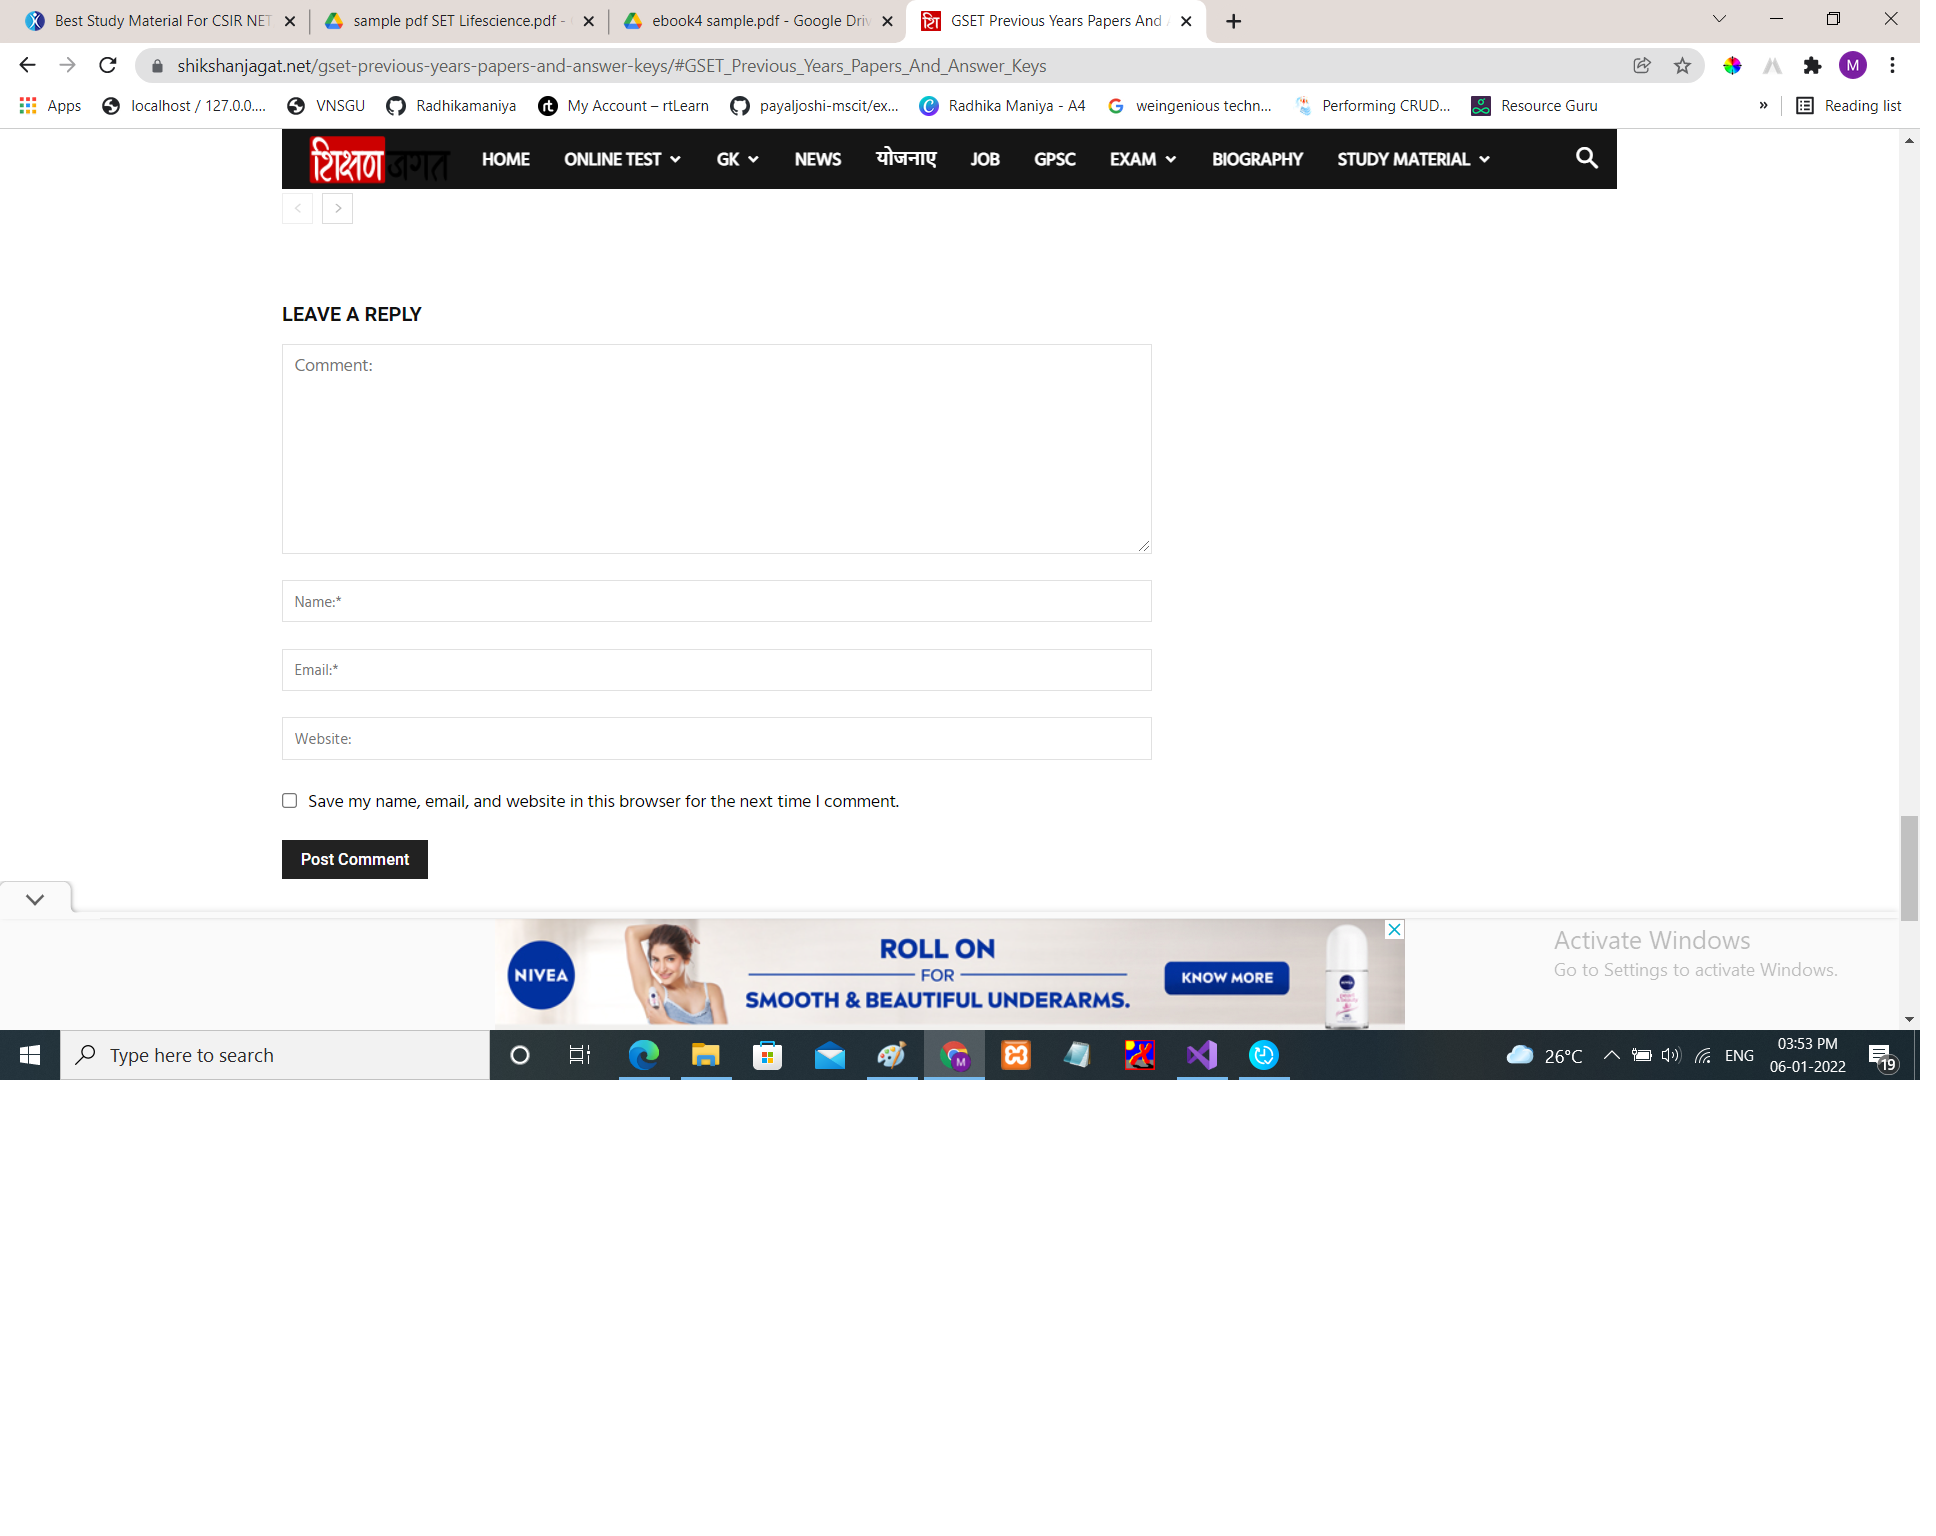 Best Study Material For CSIR NET
sample pdf SET Lifescience.pdf -
ebook4 sample.pdf - Google Driv
GSET Previous Years Papers And
shikshanjagat.net/gset-previous-years-papers-and-answer-keys/#GSET_Previous_Years_Papers_And_Answer_Keys
M
Apps
localhost / 127.0.0....
VNSGU
Radhikamaniya
rt
My Account – rtLearn
payaljoshi-mscit/ex...
Radhika Maniya - A4
weingenious techn...
Performing CRUD...
Resource Guru
»
Reading list
शिक्षण जगत
HOME
ONLINE TEST
GK
NEWS
योजनाए
JOB
GPSC
EXAM
BIOGRAPHY
STUDY MATERIAL
LEAVE A REPLY
Comment:
Name:*
Email:*
Website:
Save my name, email, and website in this browser for the next time I comment.
Post Comment
NIVEA
ROLL ON
FOR
SMOOTH & BEAUTIFUL UNDERARMS.
KNOW MORE
Activate Windows
Go to Settings to activate Windows.
Type here to search
M
26°C
ENG
03:53 PM
06-01-2022
19